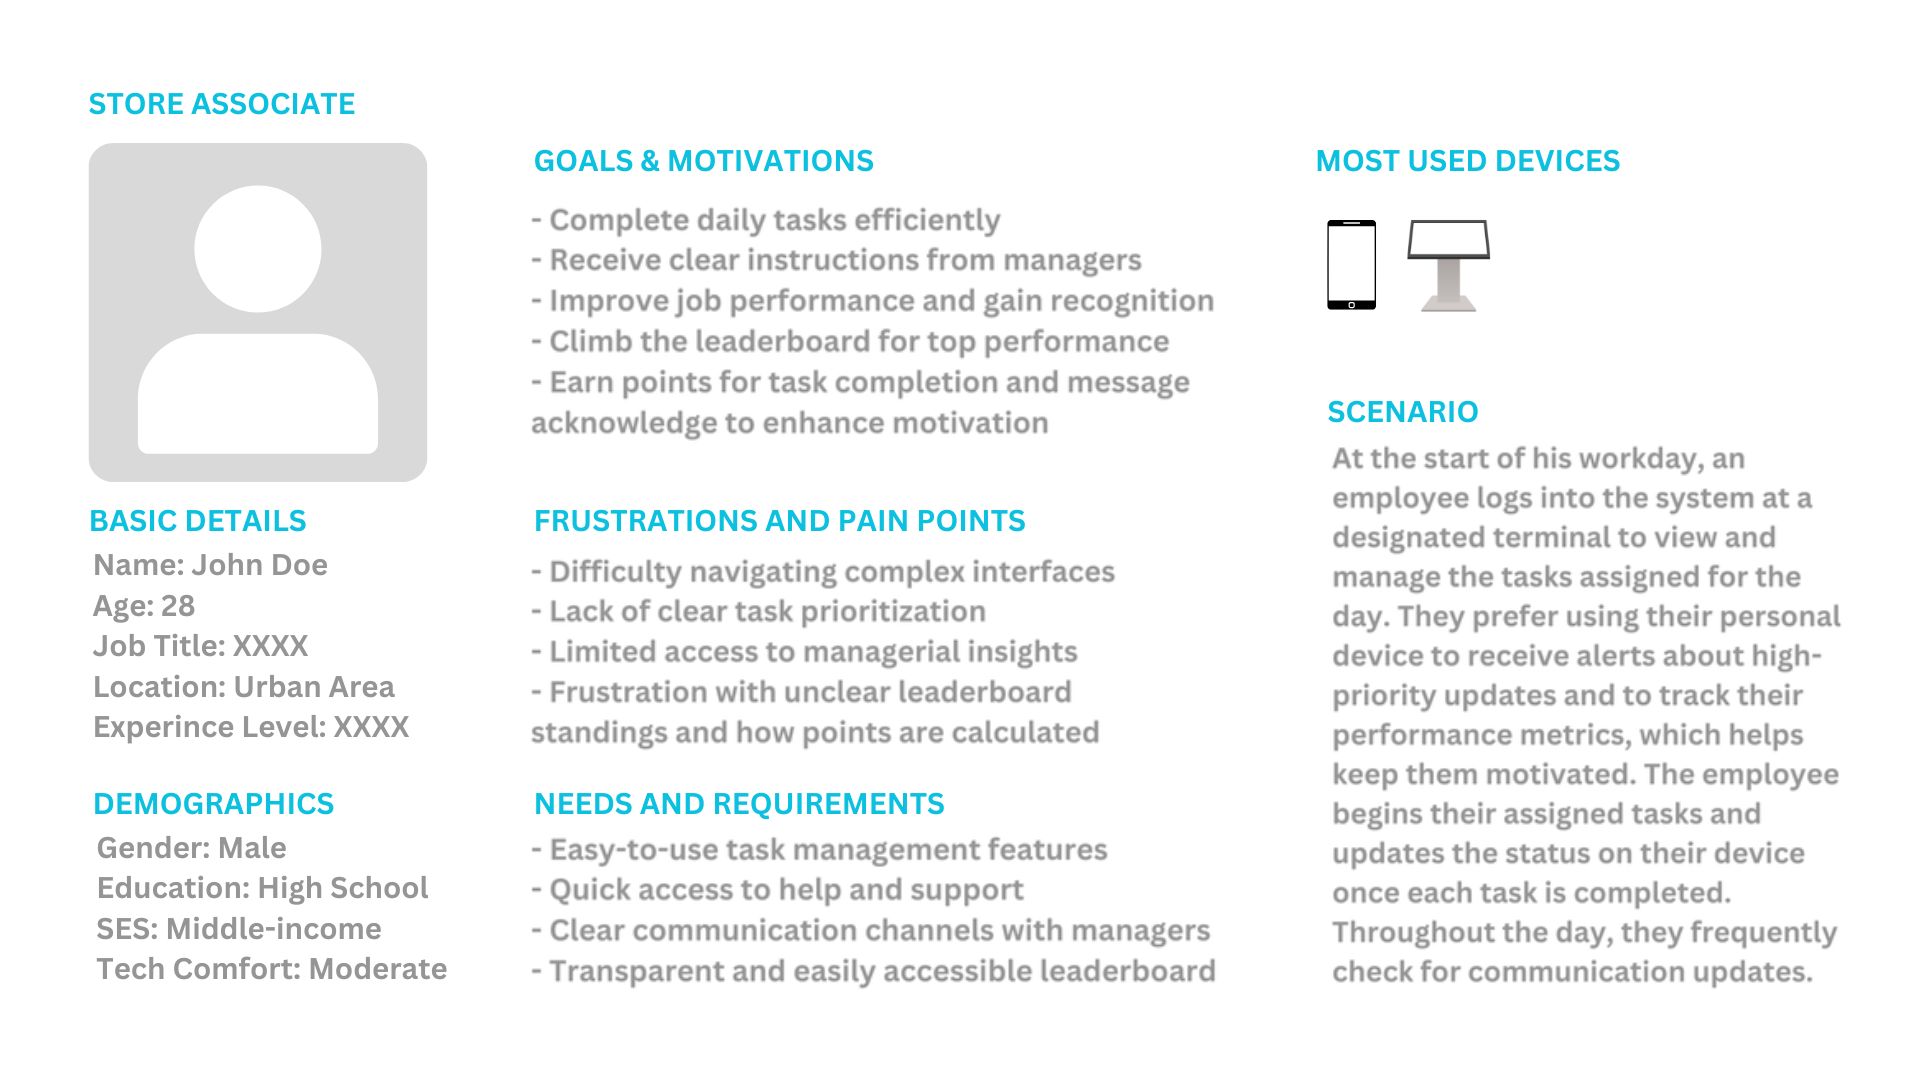 STORE ASSOCIATE
BASIC DETAILS
Name: John Doe
Age: 28
Job Title: XXXX
Location: Urban Area
Experince Level: XXXX
DEMOGRAPHICS
Gender: Male
Education: High School
SES: Middle-income
Tech Comfort: Moderate
GOALS & MOTIVATIONS
- Complete daily tasks efficiently
- Receive clear instructions from managers
- Improve job performance and gain recognition
- Climb the leaderboard for top performance
- Earn points for task completion and message
acknowledge to enhance motivation
FRUSTRATIONS AND PAIN POINTS
- Difficulty navigating complex interfaces
- Lack of clear task prioritization
- Limited access to managerial insights
- Frustration with unclear leaderboard
standings and how points are calculated
NEEDS AND REQUIREMENTS
- Easy-to-use task management features
- Quick access to help and support
- Clear communication channels with managers
- Transparent and easily accessible leaderboard
MOST USED DEVICES
SCENARIO
At the start of his workday, an
employee logs into the system at a
designated terminal to view and
manage the tasks assigned for the
day. They prefer using their personal
device to receive alerts about high-
priority updates and to track their
performance metrics, which helps
keep them motivated. The employee
begins their assigned tasks and
updates the status on their device
once each task is completed.
Throughout the day, they frequently
check for communication updates.